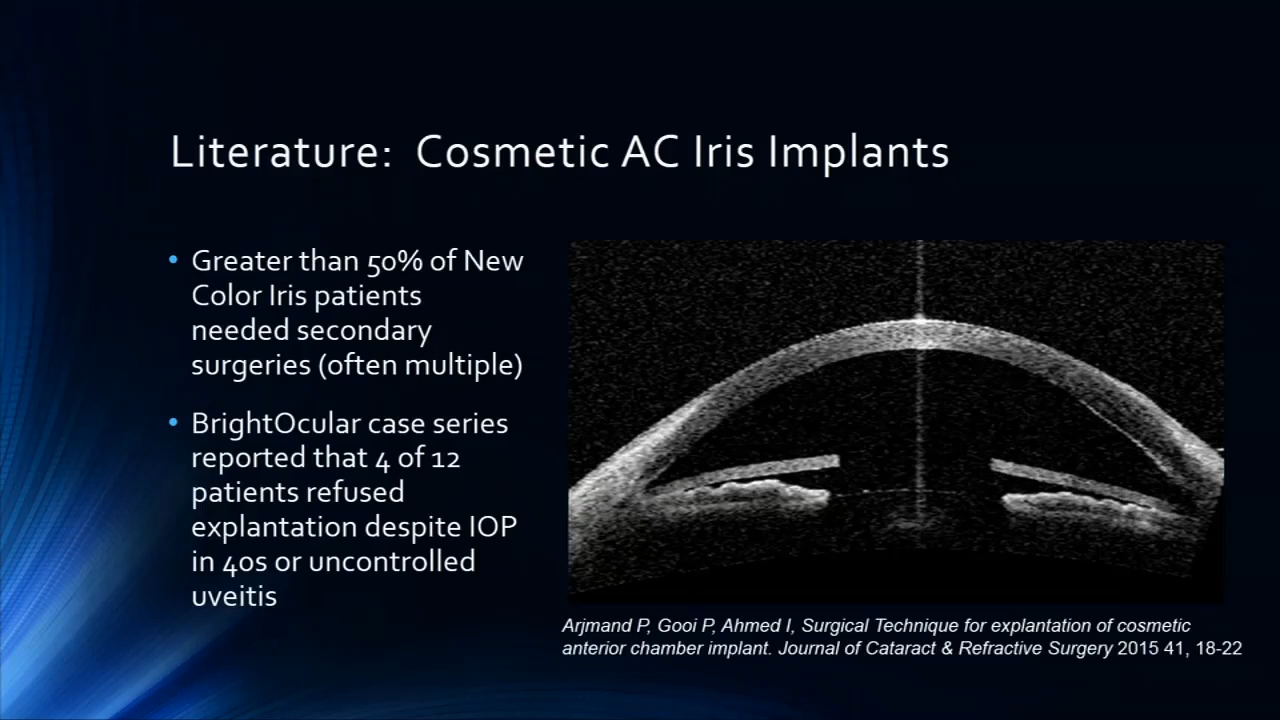 Literature: Cosmetic AC Iris Implants
• Greater than 50% of New
Color Iris patients
needed secondary
surgeries (often multiple)
• BrightOcular case series
reported that 4 of 12
patients refused
explantation despite IOP
in 40s or uncontrolled
uveitis
Arjmand P, Gooi P, Ahmed I, Surgical Technique for explantation of cosmetic
anterior chamber implant. Journal of Cataract & Refractive Surgery 2015 41, 18-22